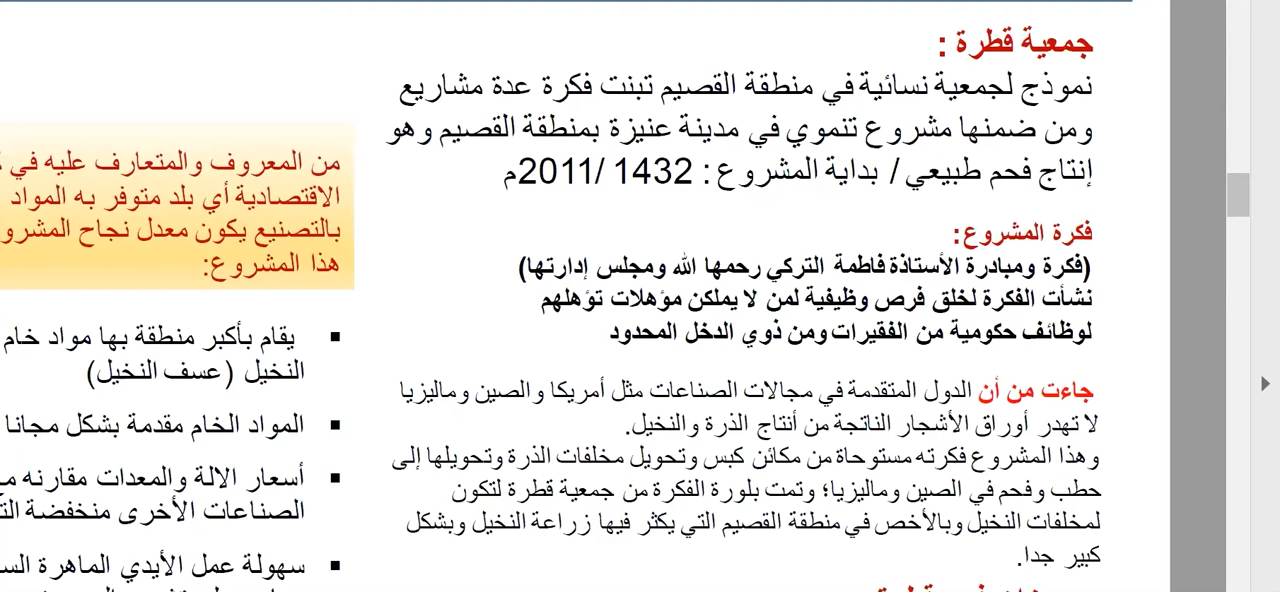 جمعية قطرة :
نموذج لجمعية نسائية في منطقة القصيم تبنت فكرة عدة مشاريع
ومن ضمنها مشروع تنموي في مدينة عنيزة بمنطقة القصيم وهو
إنتاج فحم طبيعي / بداية المشروع : 1432 /2011م
فكرة المشروع:
(فكرة ومبادرة الأستاذة فاطمة التركي رحمها الله ومجلس إدارتها)
نشأت الفكرة لخلق فرص وظيفية لمن لا يملكن مؤهلات تؤهلهم
لوظائف حكومية من الفقيرات ومن ذوي الدخل المحدود
جاءت من أن الدول المتقدمة في مجالات الصناعات مثل أمريكا والصين وماليزيا
لا تهدر أوراق الأشجار الناتجة من أنتاج الذرة والنخيل.
وهذا المشروع فكرته مستوحاة من مكائن كبس وتحويل مخلفات الذرة وتحويلها إلى
حطب وفحم في الصين وماليزيا؛ وتمت بلورة الفكرة من جمعية قطرة لتكون
لمخلفات النخيل وبالأخص في منطقة القصيم التي يكثر فيها زراعة النخيل وبشكل
كبير جدا.
من المعروف والمتعارف عليه في
الاقتصادية أي بلد متوفر به المواد
بالتصنيع يكون معدل نجاح
هذا المشروع:
▪ يقام بأكبر منطقة بها مواد خام
النخيل (عسف النخيل)
▪ المواد الخام مقدمة بشكل مجانا
▪ أسعار الالة والمعدات مقارنه
الصناعات الأخرى منخفضة
▪ سهولة عمل الأيدي الماهرة